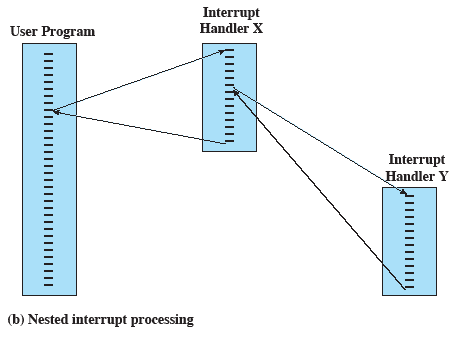 User Program
Interrupt
Handler X
Interrupt
Handler Y
(b) Nested interrupt processing